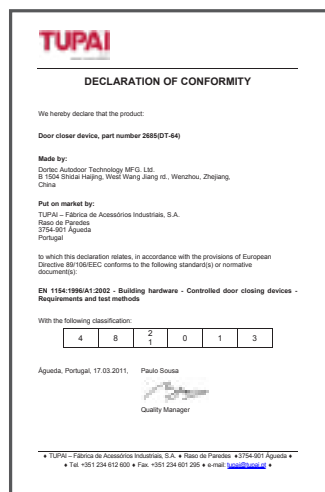 TUPAI
DECLARATION OF CONFORMITY
We hereby declare that the product:
Door closer device, part number 2685(DT-64)
Made by:
Dortec Autodoor Technology MFG. Ltd.
B 1504 Shidai Haijing, West Wang Jiang rd., Wenzhou, Zhejiang,
China
Put on market by:
TUPAI – Fábrica de Acessórios Industriais, S.A.
Raso de Paredes
3754-901 Águeda
Portugal
to which this declaration relates, in accordance with the provisions of European
Directive 89/106/EEC conforms to the following standard(s) or normative
document(s):
EN 1154:1996/A1:2002 - Building hardware - Controlled door closing devices -
Requirements and test methods
With the following classification:
4 8 2 1 0 1 3
Águeda, Portugal, 17.03.2011, Paulo Sousa
Quality Manager
♦ TUPAI – Fábrica de Acessórios Industriais, S.A. ♦ Raso de Paredes ♦3754-901 Águeda ♦
♦ Tel. +351 234 612 600 ♦ Fax. +351 234 601 295 ♦ e-mail: tupai@tupai.pt ♦